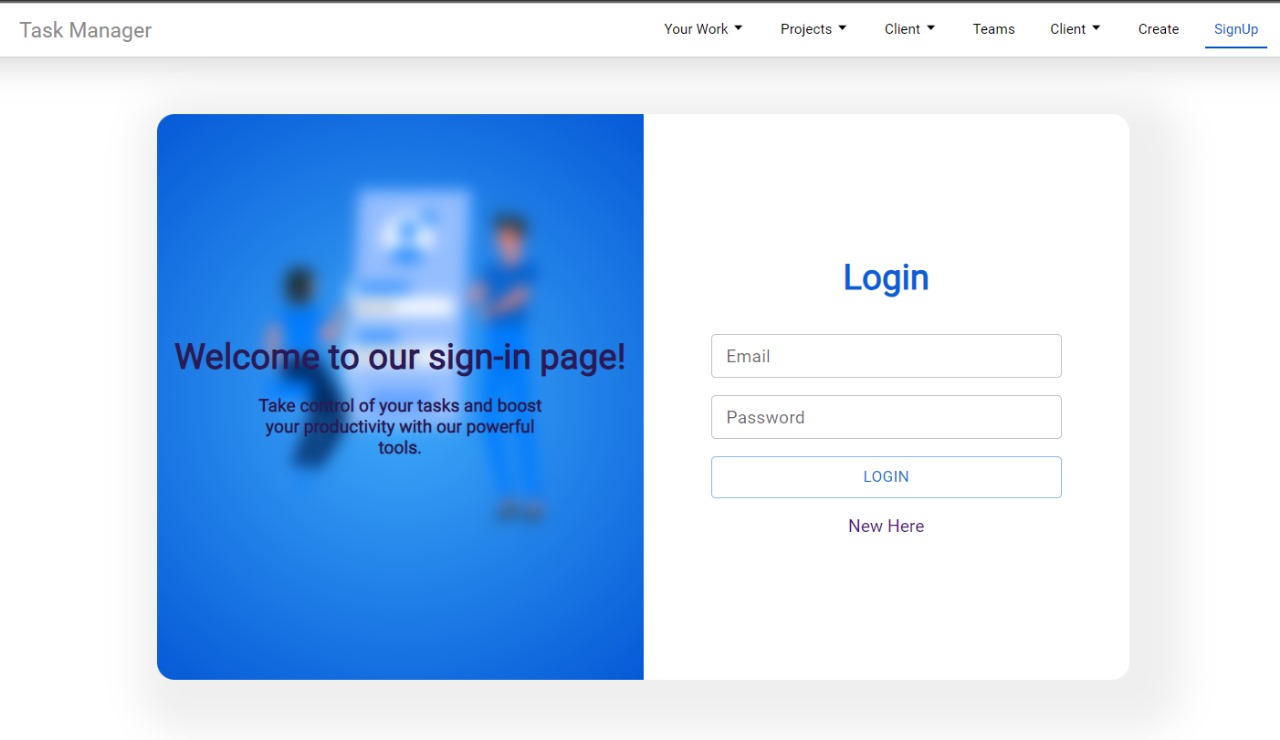 Task Manager
Your Work Projects Client Teams Client Create SignUp
Welcome to our sign-in page!
Take control of your tasks and boost
your productivity with our powerful
tools.
Login
Email
Password
LOGIN
New Here